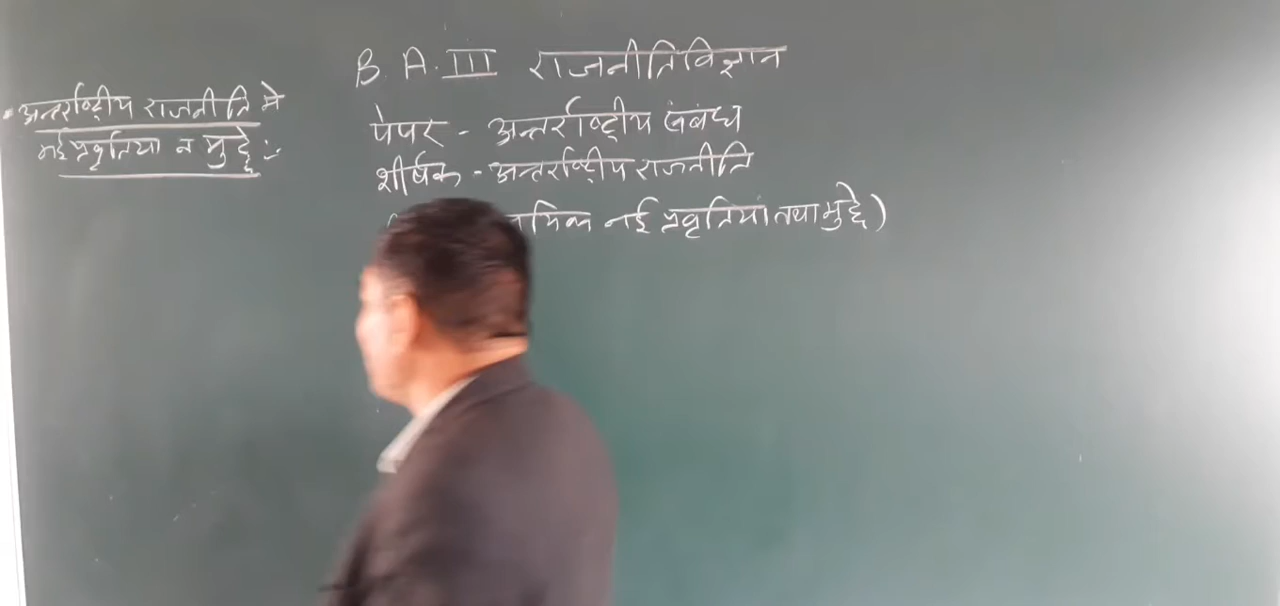 B. A. III राजनीतिविज्ञान
पेपर - अन्तर्राष्ट्रीय संबंध
शीर्षक - अन्तर्राष्ट्रीय राजनीति
नई प्रवृतियां तथा मुद्दे )
अन्तर्राष्ट्रीय राजनीति मे
नई प्रवृतिया व मुद्दे :-